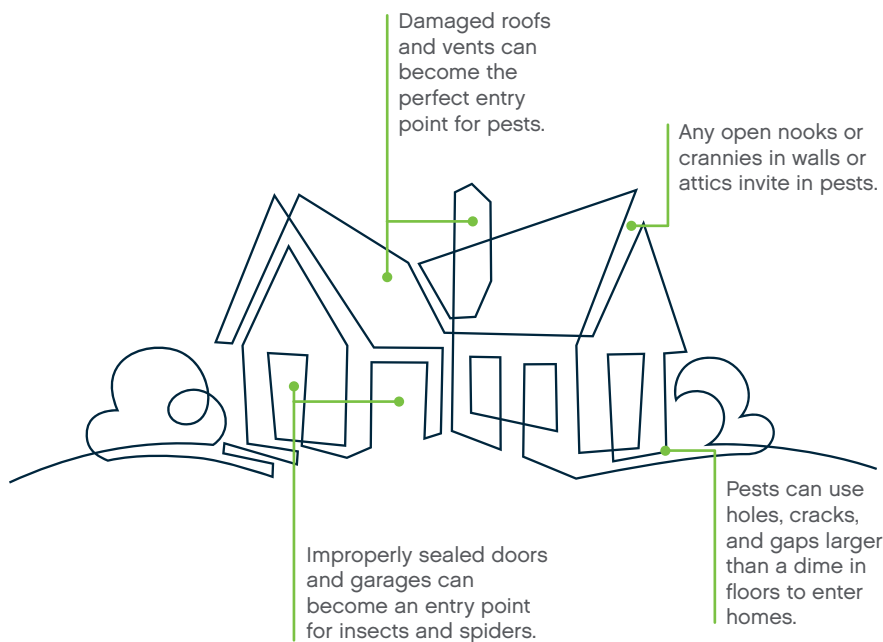 Damaged roofs
and vents can
become the
perfect entry
point for pests.
Any open nooks or
crannies in walls or
attics invite in pests.
Improperly sealed doors
and garages can
become an entry point
for insects and spiders.
Pests can use
holes, cracks,
and gaps larger
than a dime in
floors to enter
homes.